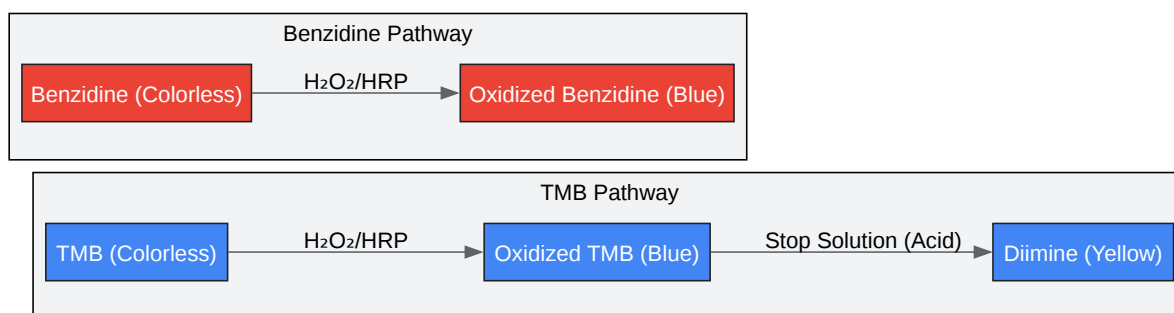 Benzidine Pathway
Benzidine (Colorless)
H₂O₂/HRP
Oxidized Benzidine (Blue)
TMB Pathway
TMB (Colorless)
H₂O₂/HRP
Oxidized TMB (Blue)
Stop Solution (Acid)
Diimine (Yellow)